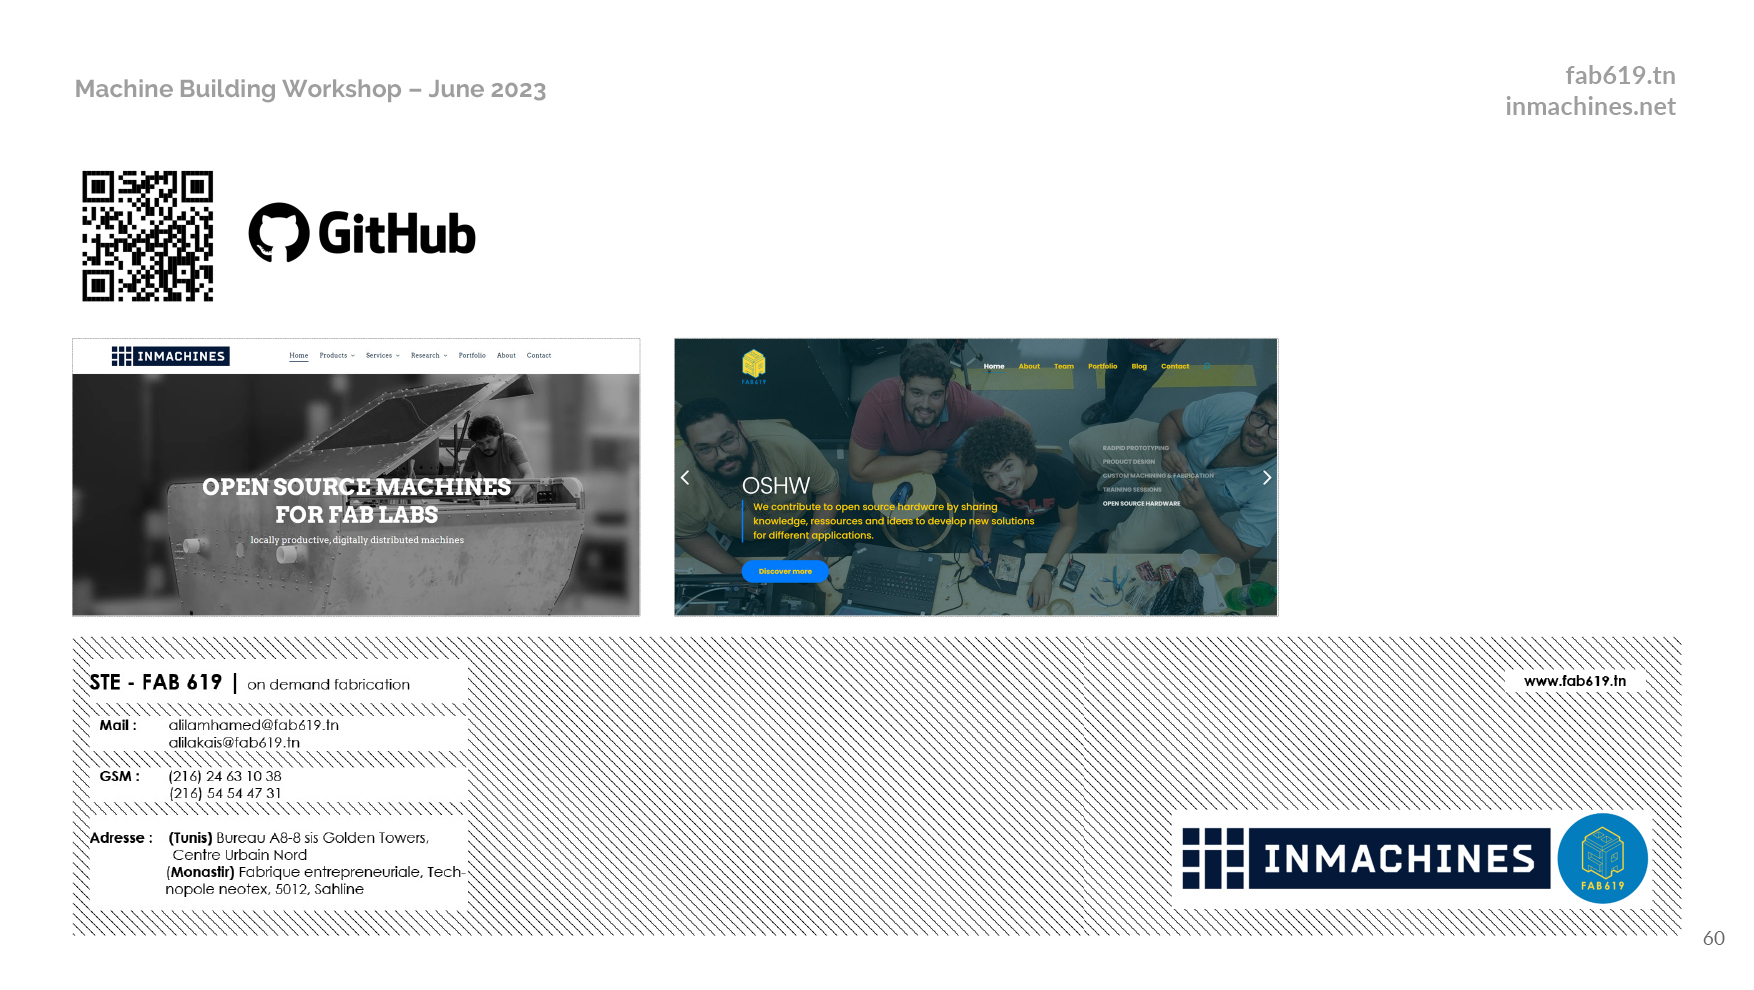 Machine Building Workshop – June 2023
fab619.tn
inmachines.net
GitHub
INMACHINES
Home Products Services Research Portfolio About Contact
OPEN SOURCE MACHINES
FOR FAB LABS
locally productive, digitally distributed machines
FAB619
Home About Team Portfolio Blog Contact
RADPID PROTOTYPING
PRODUCT DESIGN
CUSTOM MACHINING & FABRICATION
TRAINING SESSIONS
OPEN SOURCE HARDWARE
OSHW
We contribute to open source hardware by sharing
knowledge, ressources and ideas to develop new solutions
for different applications.
Discover more
STE - FAB 619 | on demand fabrication
Mail : alilamhamed@fab619.tn
alilakais@fab619.tn
GSM : (216) 24 63 10 38
(216) 54 54 47 31
Adresse : (Tunis) Bureau A8-8 sis Golden Towers,
Centre Urbain Nord
(Monastir) Fabrique entrepreneuriale, Tech-
nopole neotex, 5012, Sahline
www.fab619.tn
INMACHINES
FAB619
60